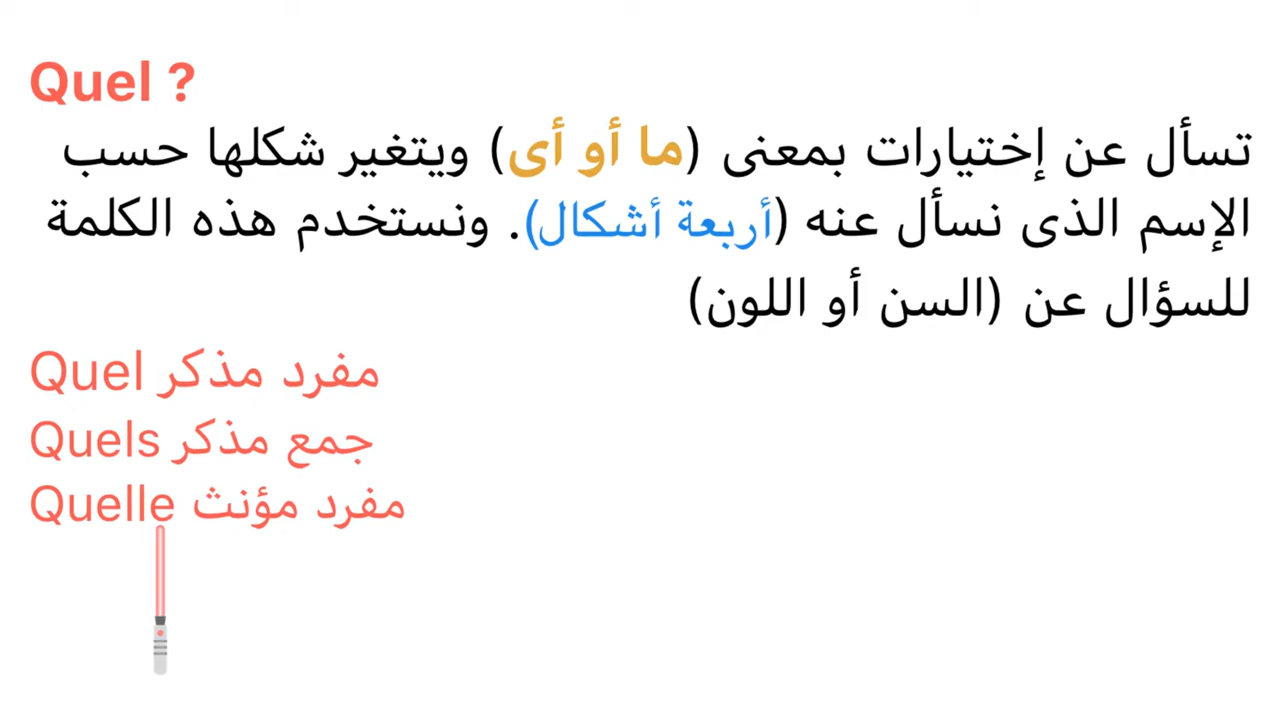 Quel ?
تسأل عن إختيارات بمعنى (ما أو أى) ويتغير شكلها حسب
الإسم الذى نسأل عنه (أربعة أشكال). ونستخدم هذه الكلمة
للسؤال عن (السن أو اللون)
Quel مفرد مذكر
Quels جمع مذكر
Quelle مفرد مؤنث